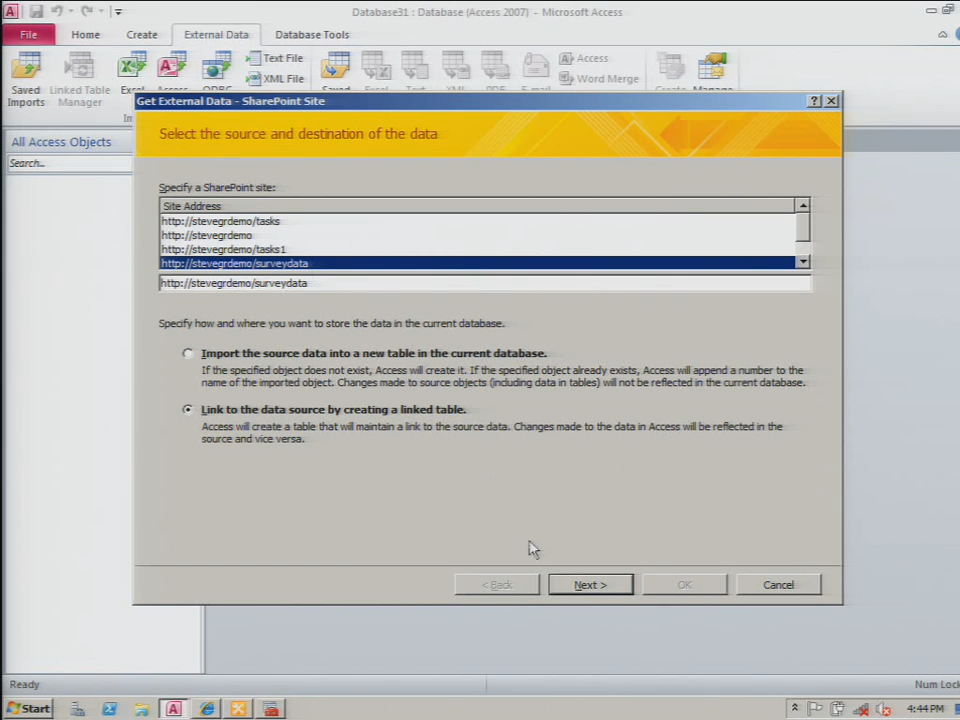 Database31 : Database (Access 2007) - Microsoft Access
File Home Create External Data Database Tools
Saved Imports
Linked Table Manager
Text File
XML File
Access
Word Merge
All Access Objects
Search...
Get External Data - SharePoint Site
Select the source and destination of the data
Specify a SharePoint site:
Site Address
http://stevegrdemo/tasks
http://stevegrdemo
http://stevegrdemo/tasks1
http://stevegrdemo/surveydata
http://stevegrdemo/surveydata
Specify how and where you want to store the data in the current database.
Import the source data into a new table in the current database.
If the specified object does not exist, Access will create it. If the specified object already exists, Access will append a number to the
name of the imported object. Changes made to source objects (including data in tables) will not be reflected in the current database.
Link to the data source by creating a linked table.
Access will create a table that will maintain a link to the source data. Changes made to the data in Access will be reflected in the
source and vice versa.
< Back Next > OK Cancel
Ready
Num Lock
Start
4:44 PM